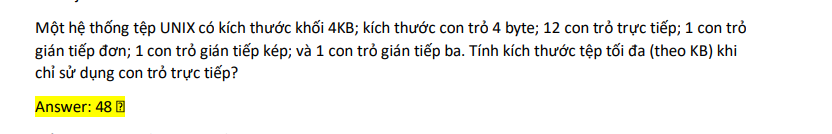 Một hệ thống tệp UNIX có kích thước khối 4KB; kích thước con trỏ 4 byte; 12 con trỏ trực tiếp; 1 con trỏ
gián tiếp đơn; 1 con trỏ gián tiếp kép; và 1 con trỏ gián tiếp ba. Tính kích thước tệp tối đa (theo KB) khi
chỉ sử dụng con trỏ trực tiếp?
Answer: 48 ⍰